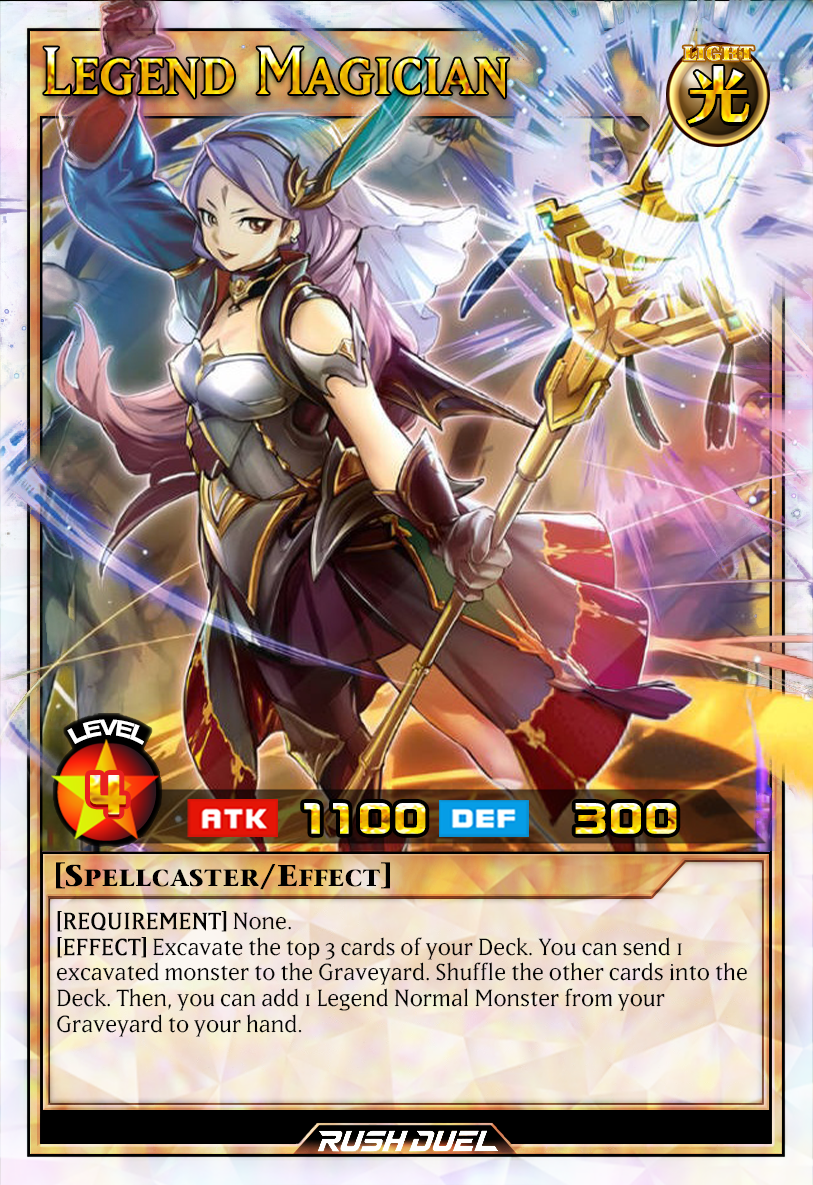 LEGEND MAGICIAN
LIGHT
光
LEVEL
4
ATK 1100 DEF 300
[SPELLCASTER/EFFECT]
[REQUIREMENT] None.
[EFFECT] Excavate the top 3 cards of your Deck. You can send 1
excavated monster to the Graveyard. Shuffle the other cards into the
Deck. Then, you can add 1 Legend Normal Monster from your
Graveyard to your hand.
RUSH DUEL